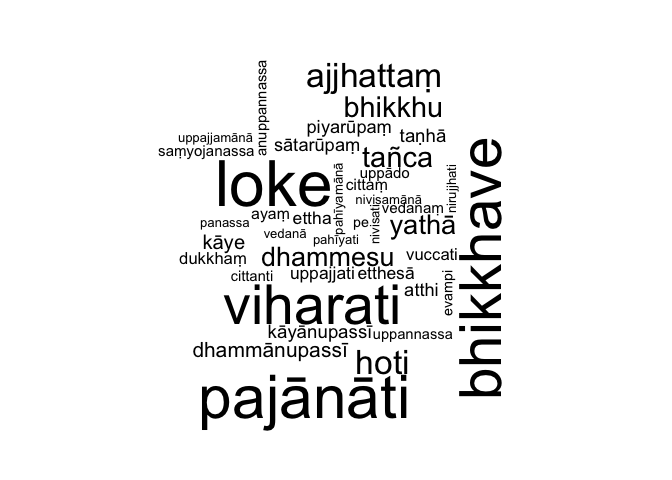 ajjhattaṃ
anuppannassa
bhikkhu
piyarūpaṃ
taṇhā
uppajjamānā
sātarūpaṃ
saṃyojanassa
tañca
uppādo
loke
cittaṃ
pahīyamānā
nirujjhati
bhikkhave
nivisamānā
vedanaṃ
ayaṃ
ettha
panassa
pe
nivisati
yathā
vedanā
kāye
pahīyati
dukkhaṃ
dhammesu
vuccati
cittanti
uppajjati
etthesā
atthi
evampi
viharati
kāyānupassī
uppannassa
dhammānupassī
hoti
pajānāti